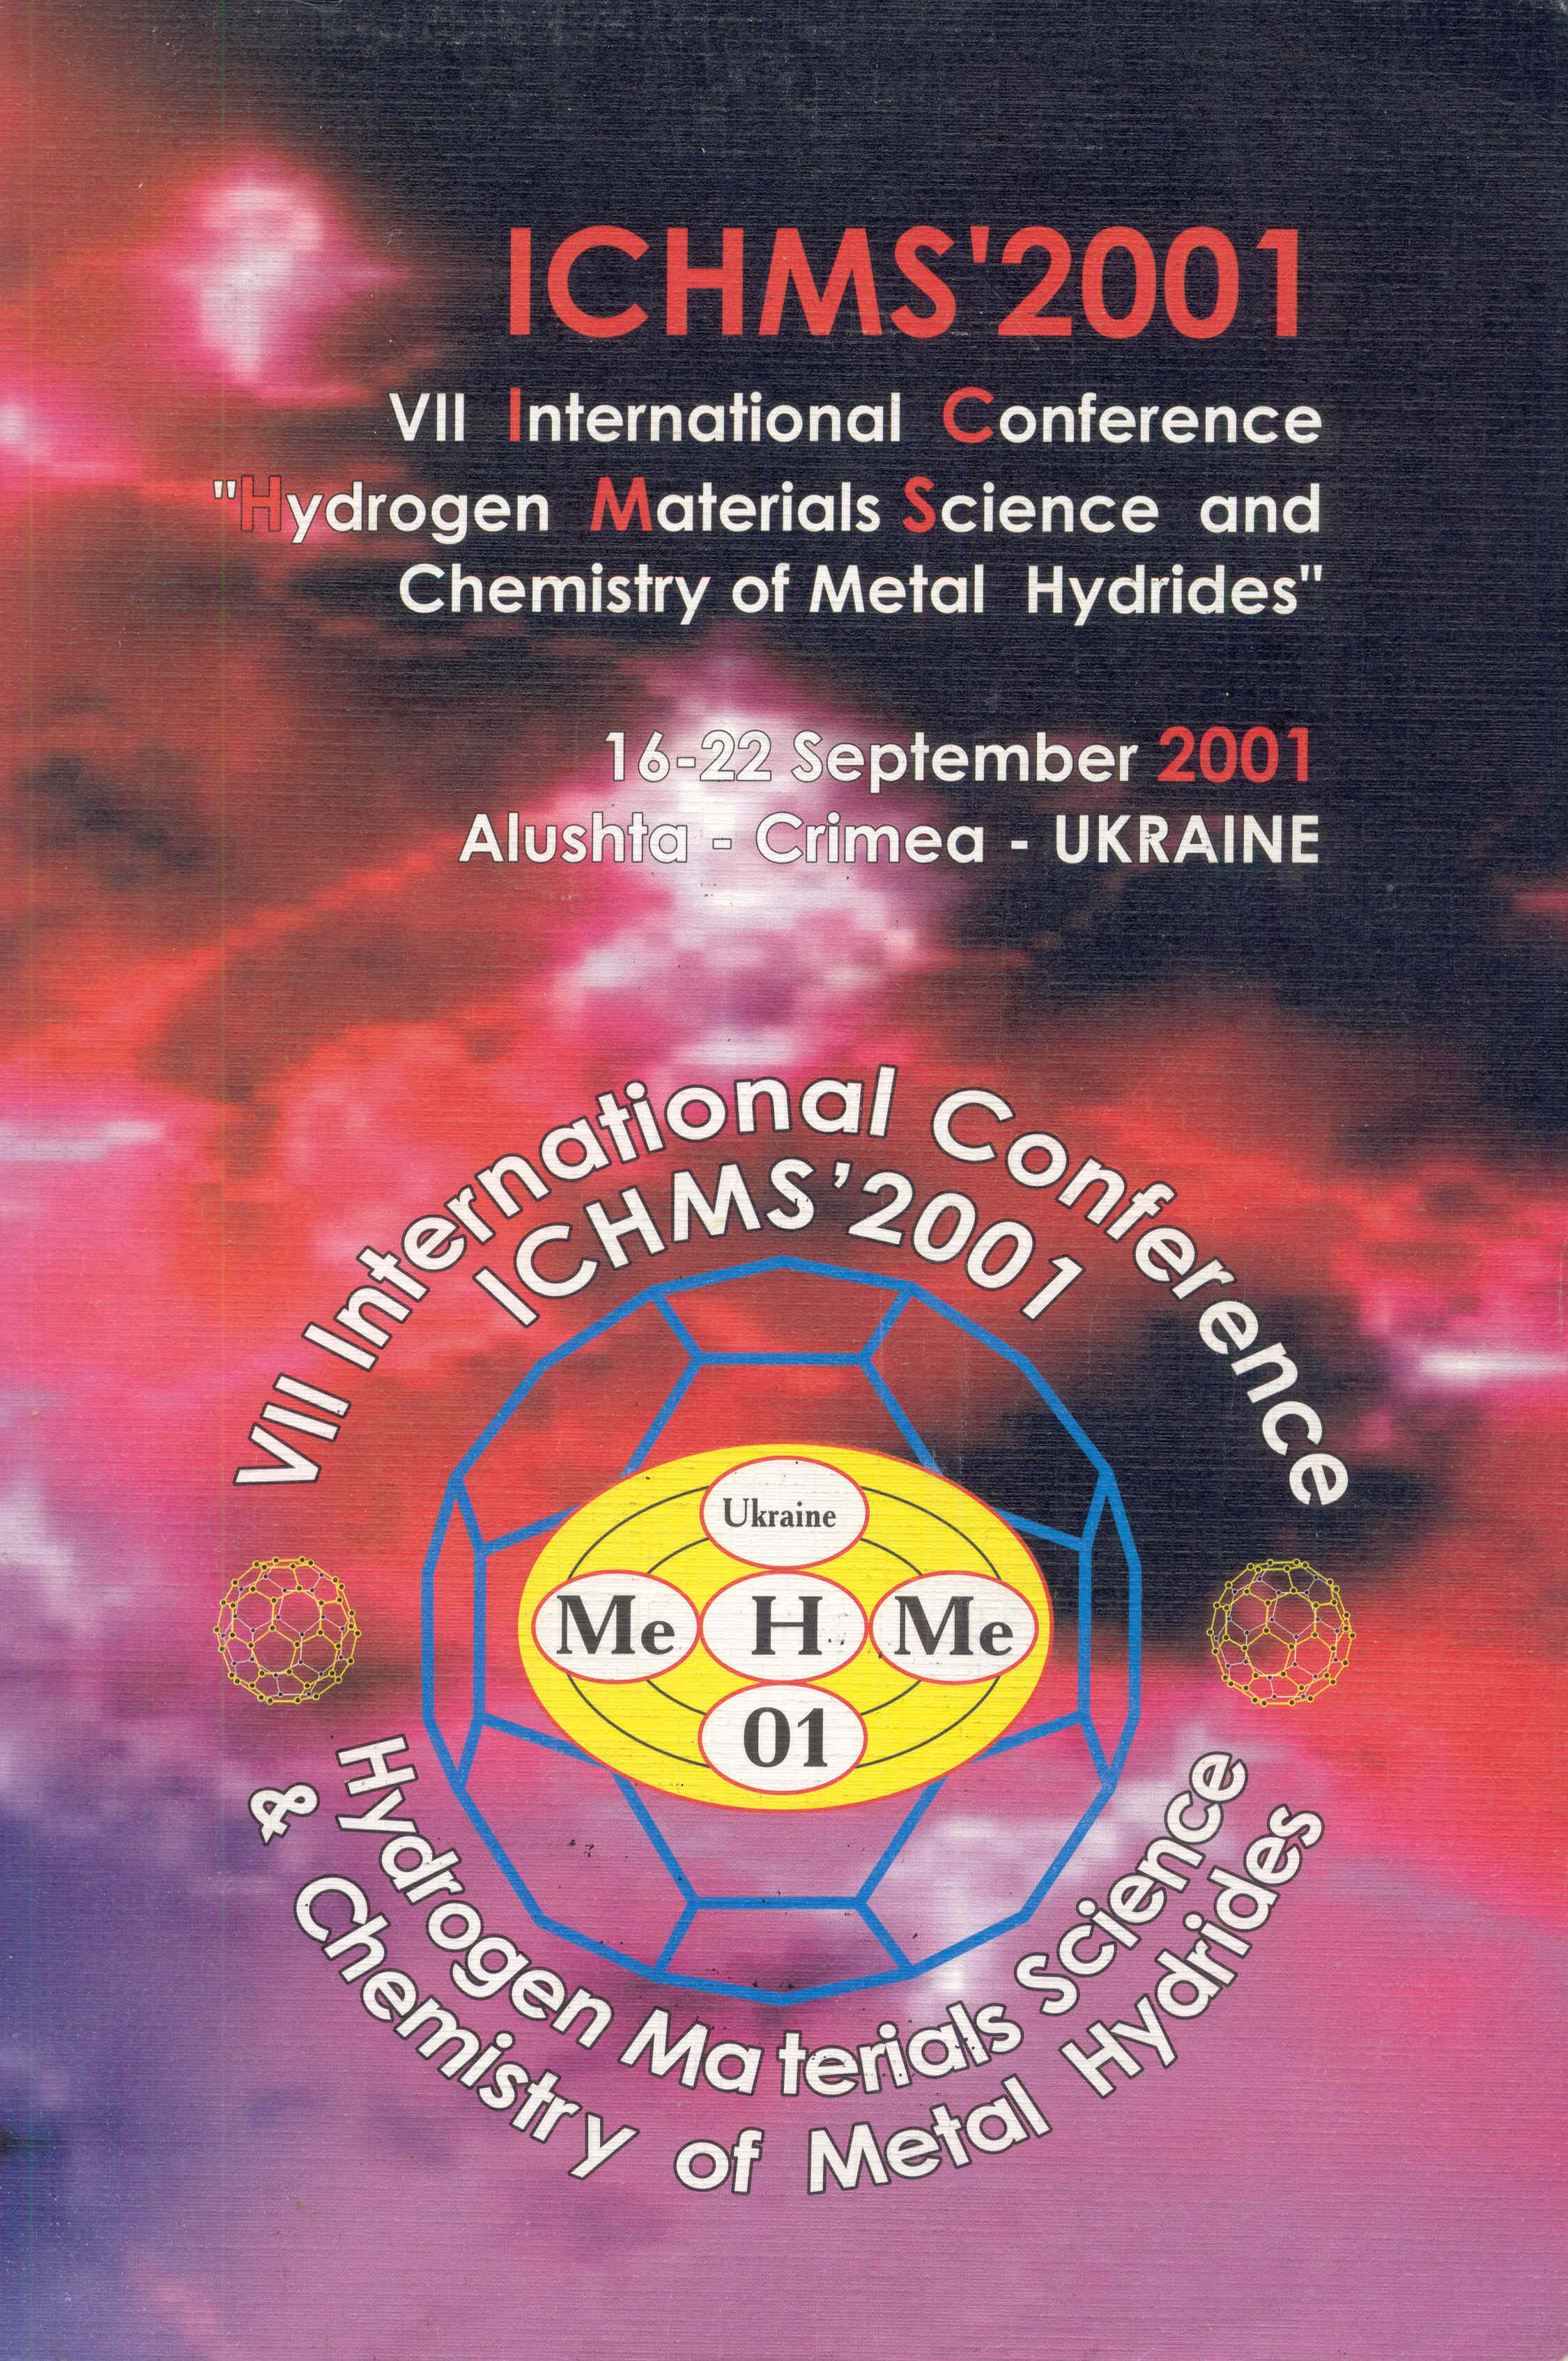 ICHMS'2001
VII International Conference
"Hydrogen Materials Science and
Chemistry of Metal Hydrides"
16-22 September 2001
Alushta - Crimea - UKRAINE
VII International Conference
ICHMS’2001
Ukraine
Me H Me
01
Hydrogen Materials Science
& Chemistry of Metal Hydrides